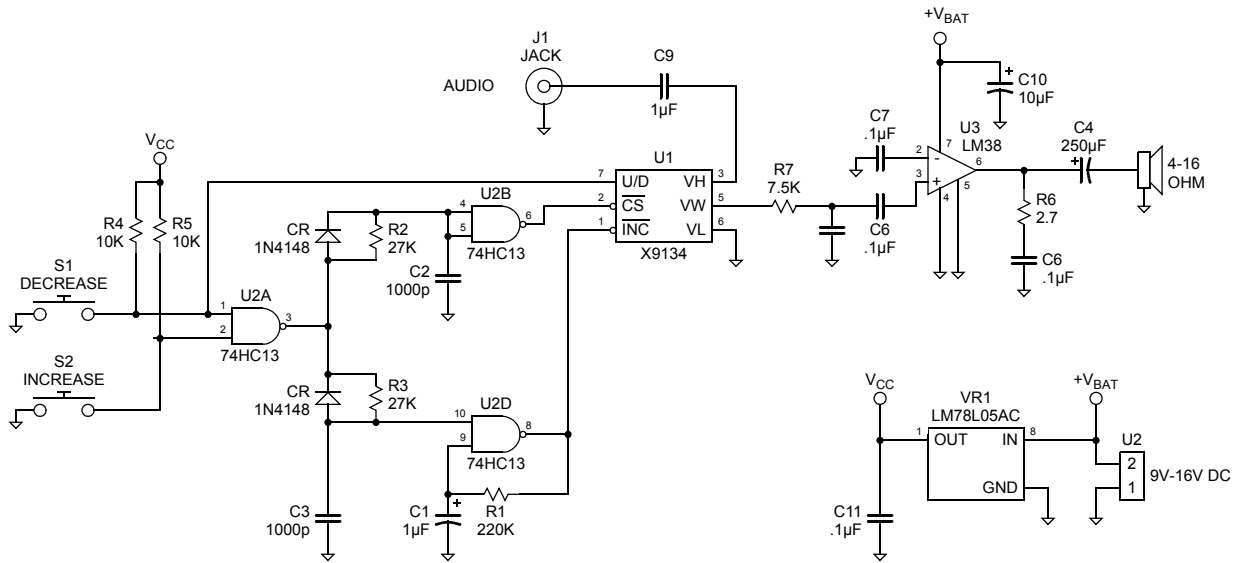 +VBAT
J1
JACK
AUDIO
C9
1µF
C10
10µF
+
VCC
R4
10K
R5
10K
S1
DECREASE
S2
INCREASE
1
2
U2A
3
74HC13
CR
1N4148
R2
27K
4
5
U2B
6
74HC13
C2
1000p
CR
1N4148
R3
27K
10
9
U2D
8
74HC13
C3
1000p
C1
1µF
+
R1
220K
U1
7
U/D
VH
3
2
CS
VW
5
1
INC
VL
6
X9134
R7
7.5K
C7
.1µF
C6
.1µF
U3
LM38
7
2
-
3
+
6
4
5
C4
250µF
+
4-16
OHM
R6
2.7
C6
.1µF
VCC
VR1
LM78L05AC
+VBAT
1
OUT
IN
8
GND
U2
2
1
9V-16V DC
C11
.1µF